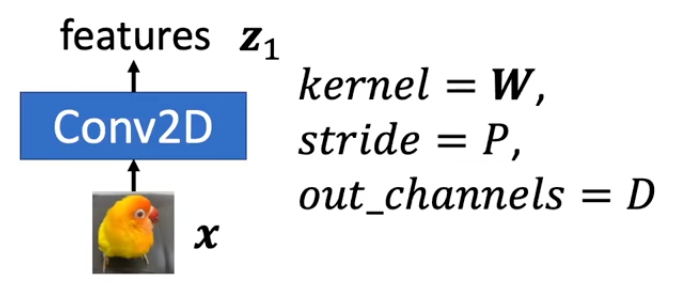 features z₁
Conv2D
x
kernel = W,
stride = P,
out_channels = D